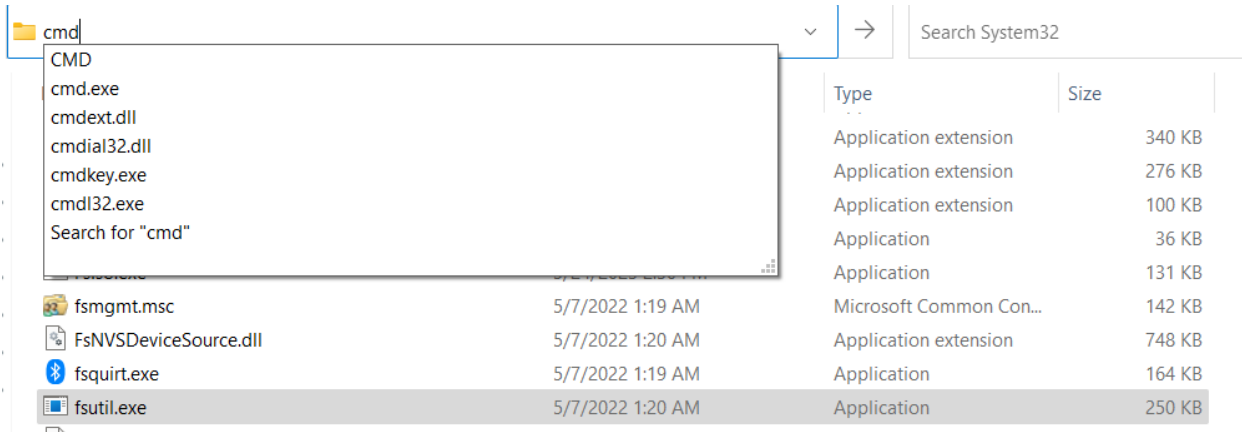 cmd
Search System32
CMD
cmd.exe
cmdext.dll
cmdial32.dll
cmdkey.exe
cmdl32.exe
Search for "cmd"
Type Size
Application extension 340 KB
Application extension 276 KB
Application extension 100 KB
Application 36 KB
Application 131 KB
fsmgmt.msc 5/7/2022 1:19 AM Microsoft Common Con... 142 KB
FsNVSDeviceSource.dll 5/7/2022 1:20 AM Application extension 748 KB
fsquirt.exe 5/7/2022 1:19 AM Application 164 KB
fsutil.exe 5/7/2022 1:20 AM Application 250 KB